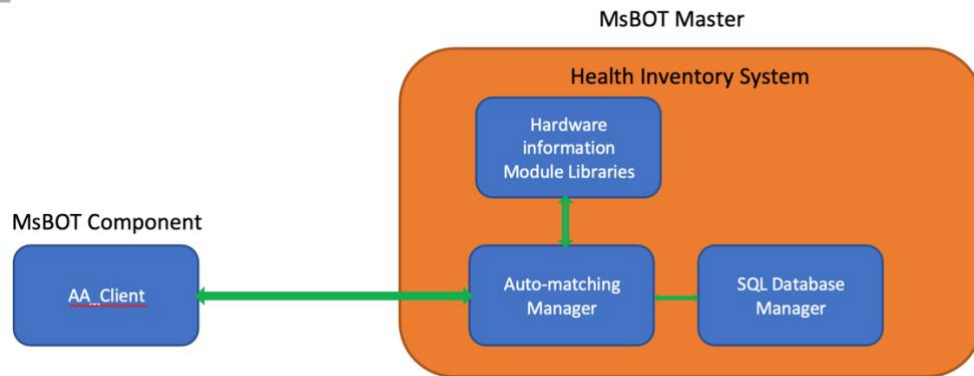 MsBOT Master
Health Inventory System
Hardware
information
Module Libraries
MsBOT Component
AA_Client
Auto-matching
Manager
SQL Database
Manager